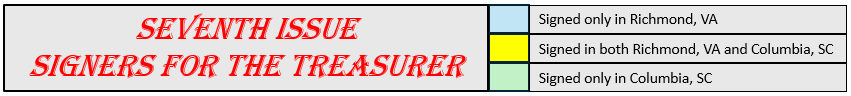 SEVENTH ISSUE
SIGNERS FOR THE TREASURER
Signed only in Richmond, VA
Signed in both Richmond, VA and Columbia, SC
Signed only in Columbia, SC